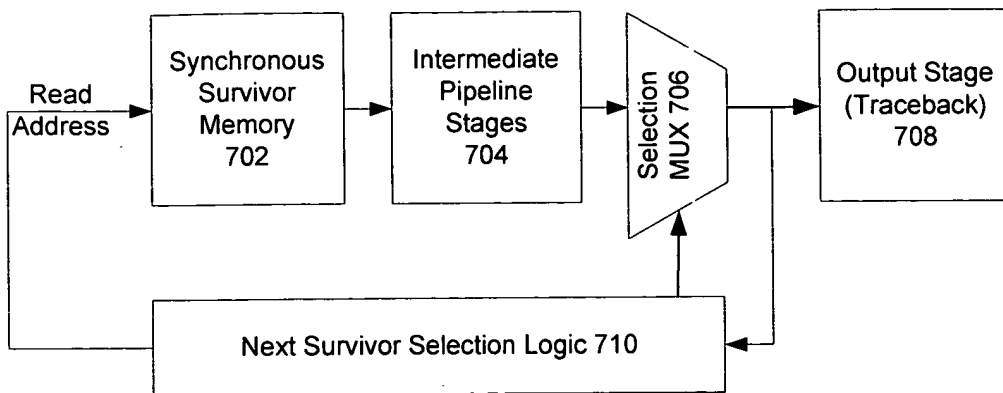 Read
Address
Synchronous
Survivor
Memory
702
Intermediate
Pipeline
Stages
704
Selection
MUX 706
Output Stage
(Traceback)
708
Next Survivor Selection Logic 710